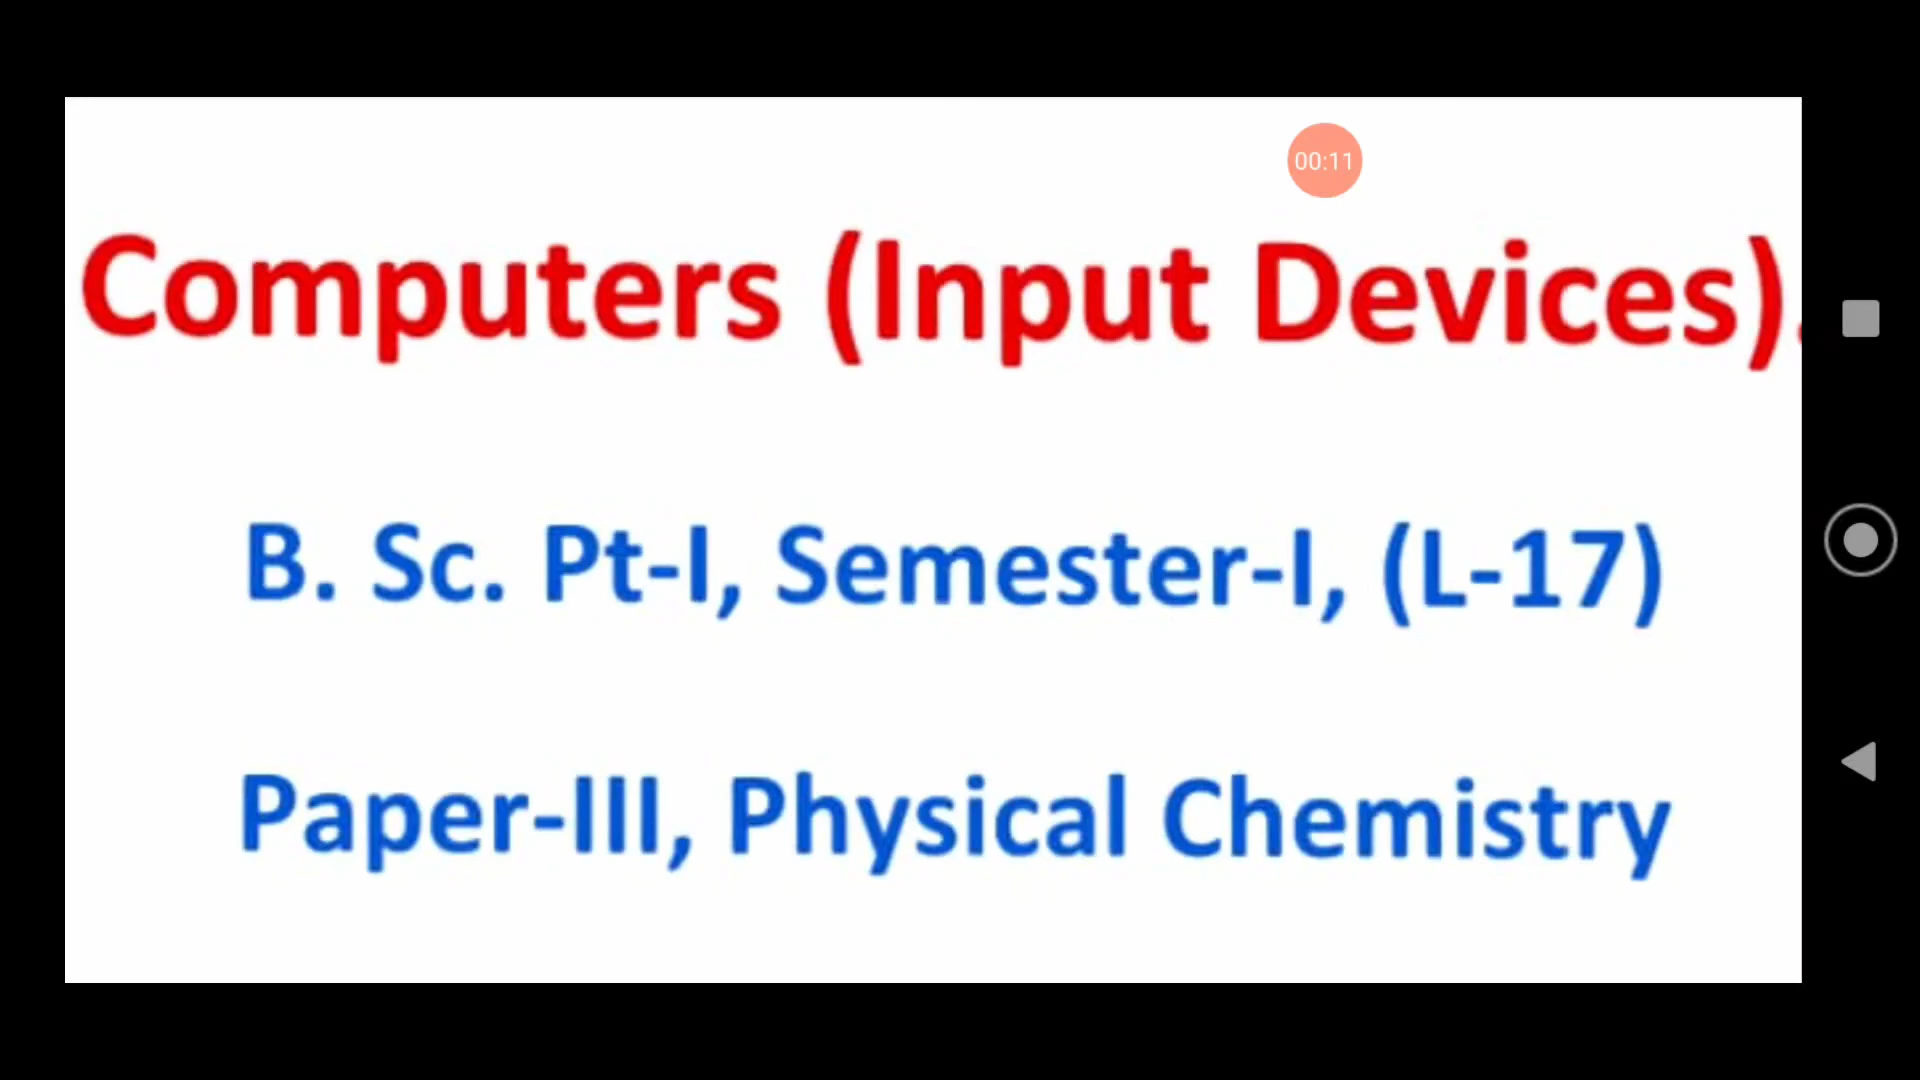 00:11
Computers (Input Devices).
B. Sc. Pt-I, Semester-I, (L-17)
Paper-III, Physical Chemistry